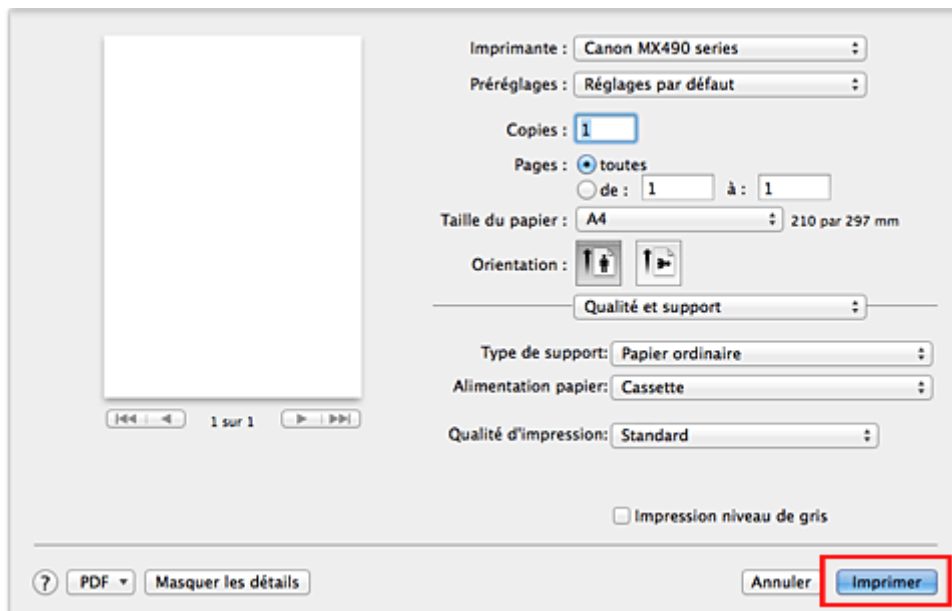 Imprimante : Canon MX490 series
Préréglages : Réglages par défaut
Copies : 1
Pages : toutes
de : 1 à : 1
Taille du papier : A4 210 par 297 mm
Orientation :
Qualité et support
Type de support: Papier ordinaire
Alimentation papier: Cassette
1 sur 1
Qualité d'impression: Standard
Impression niveau de gris
? PDF Masquer les détails Annuler Imprimer